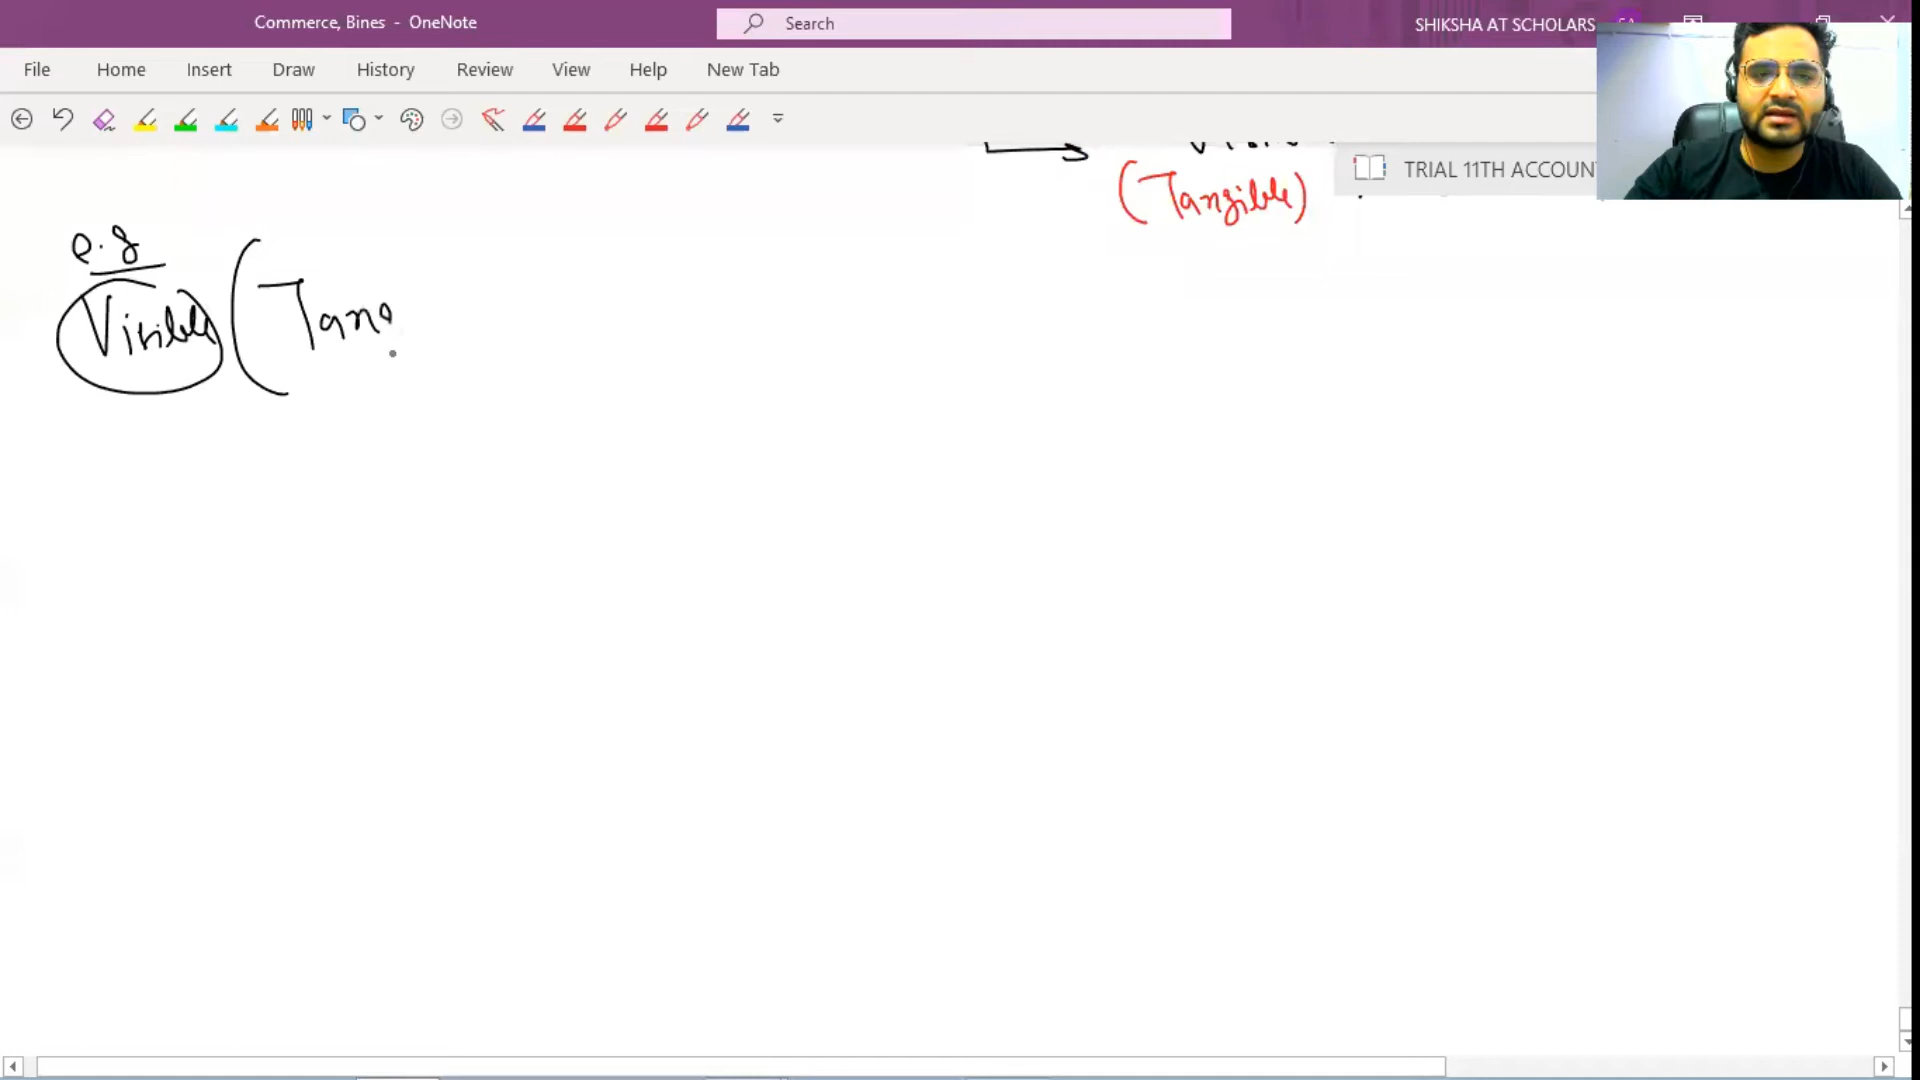 Commerce, Bines - OneNote
Search
SHIKSHA AT SCHOLARS
File Home Insert Draw History Review View Help New Tab
TRIAL 11TH ACCOUN
(Tangible)
e.g
Visible (Tang